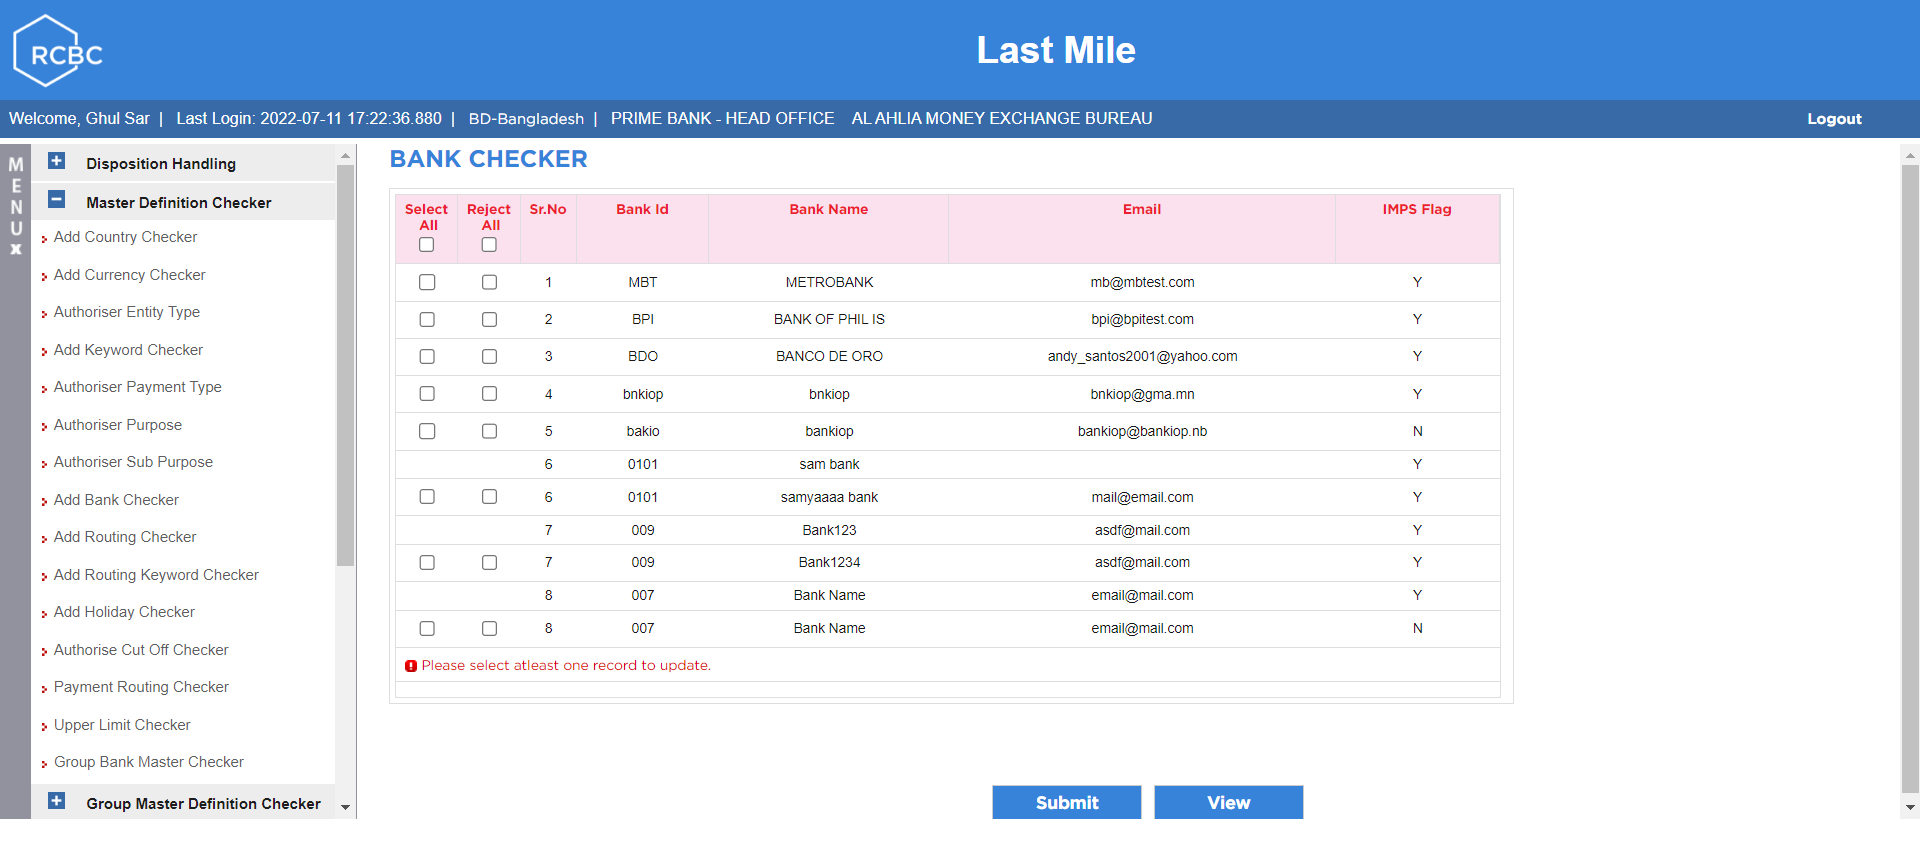 RCBC
Last Mile
Welcome, Ghul Sar | Last Login: 2022-07-11 17:22:36.880 | BD-Bangladesh | PRIME BANK - HEAD OFFICE AL AHLIA MONEY EXCHANGE BUREAU Logout
MENU X
Disposition Handling
Master Definition Checker
Add Country Checker
Add Currency Checker
Authoriser Entity Type
Add Keyword Checker
Authoriser Payment Type
Authoriser Purpose
Authoriser Sub Purpose
Add Bank Checker
Add Routing Checker
Add Routing Keyword Checker
Add Holiday Checker
Authorise Cut Off Checker
Payment Routing Checker
Upper Limit Checker
Group Bank Master Checker
Group Master Definition Checker
BANK CHECKER
Select All Reject All Sr.No Bank Id Bank Name Email IMPS Flag
1 MBT METROBANK mb@mbtest.com Y
2 BPI BANK OF PHIL IS bpi@bpitest.com Y
3 BDO BANCO DE ORO andy_santos2001@yahoo.com Y
4 bnkiop bnkiop bnkiop@gma.mn Y
5 bakio bankiop bankiop@bankiop.nb N
6 0101 sam bank Y
6 0101 samyaaaa bank mail@email.com Y
7 009 Bank123 asdf@mail.com Y
7 009 Bank1234 asdf@mail.com Y
8 007 Bank Name email@mail.com Y
8 007 Bank Name email@mail.com N
Please select atleast one record to update.
Submit View